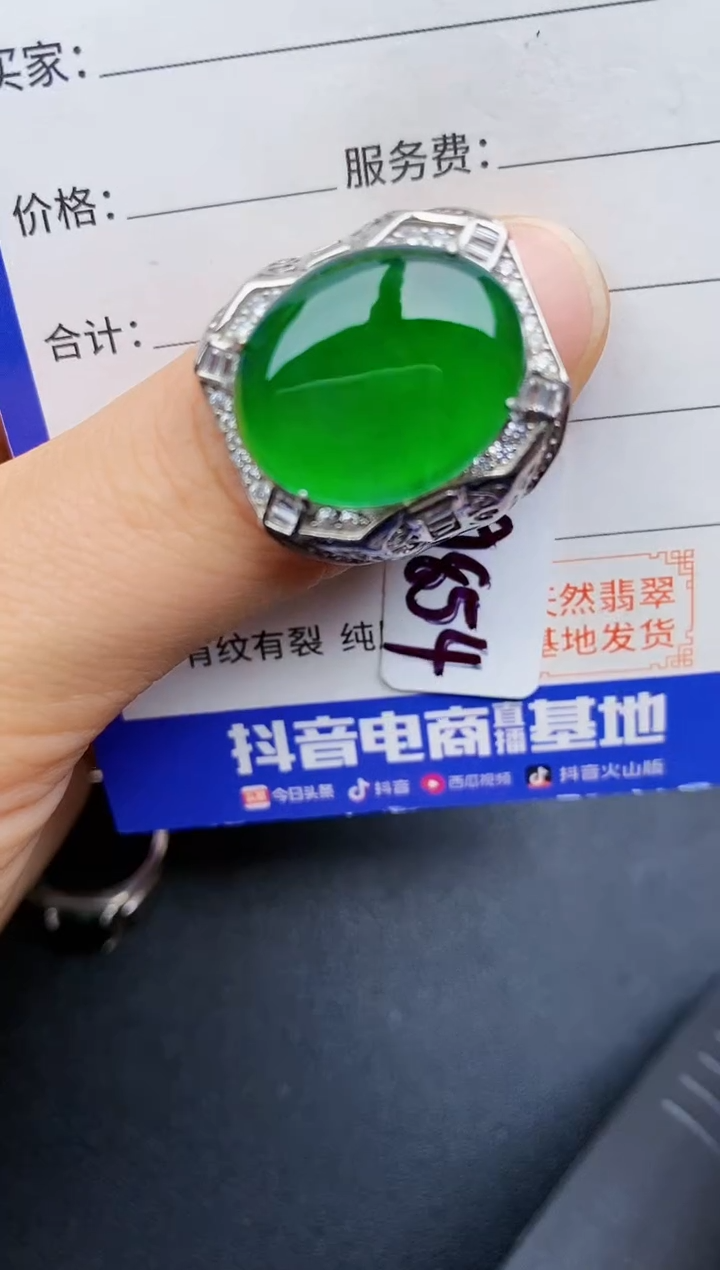 买家：
服务费：
价格：
合计：
天然翡翠
基地发货
有纹有裂 纯
9854
抖音电商直播基地
今日头条 抖音 西瓜视频 抖音火山版